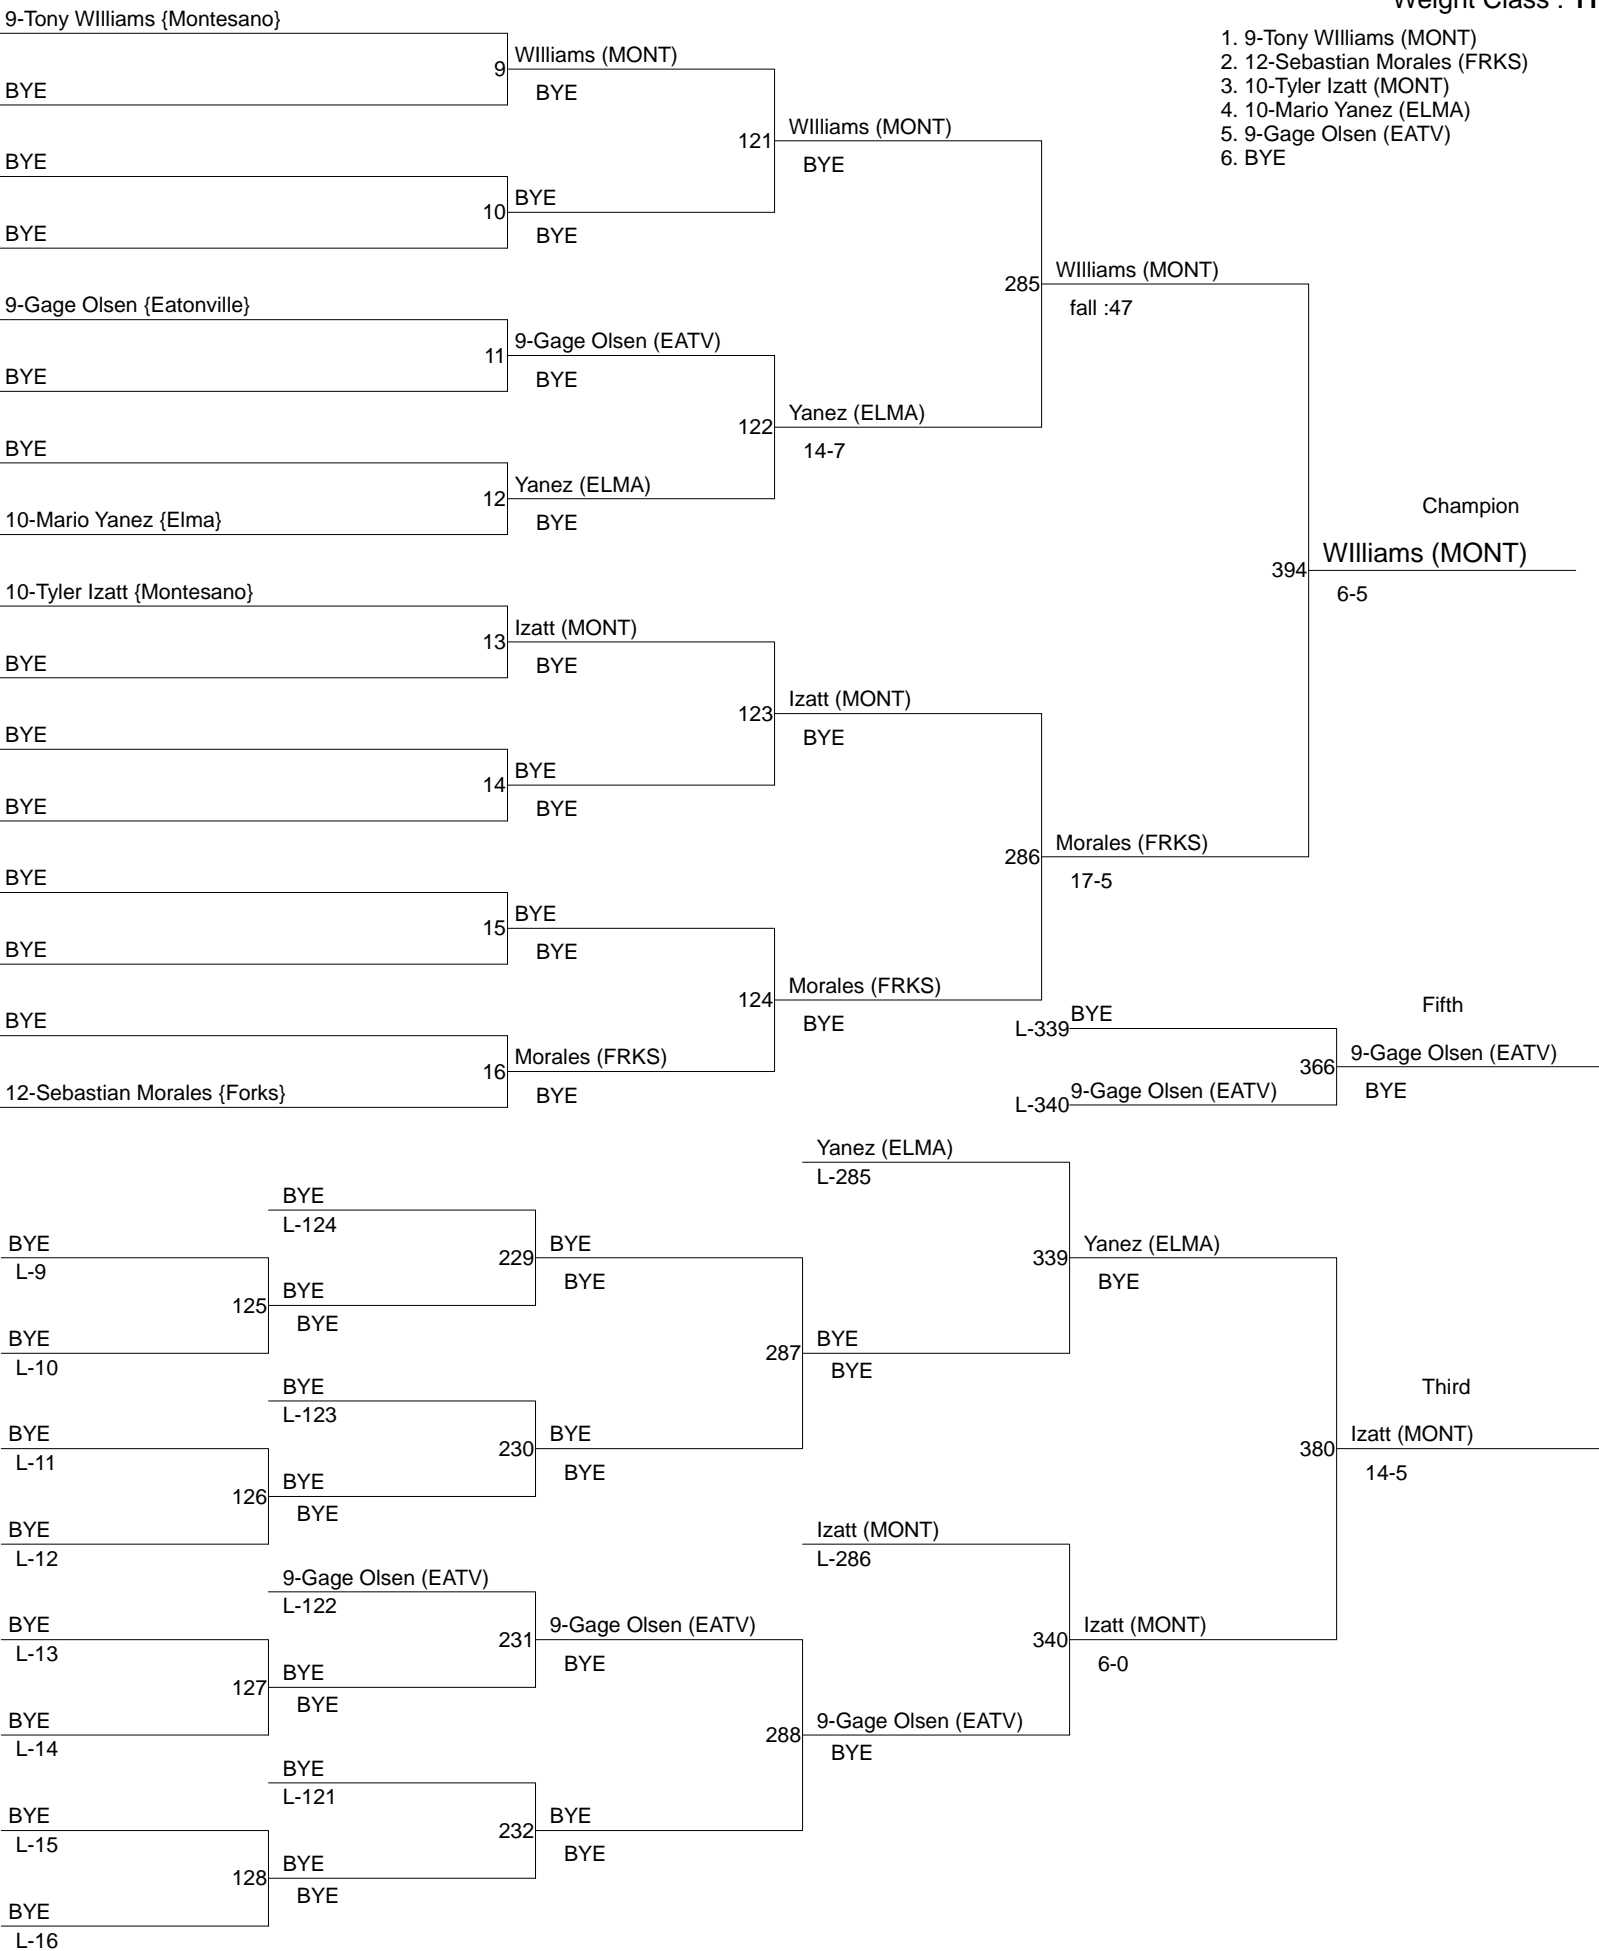 Weight Class :
1. 9-Tony WIlliams (MONT)
2. 12-Sebastian Morales (FRKS)
3. 10-Tyler Izatt (MONT)
4. 10-Mario Yanez (ELMA)
5. 9-Gage Olsen (EATV)
6. BYE
9-Tony WIlliams {Montesano}
9
WIlliams (MONT)
BYE
BYE
121
WIlliams (MONT)
BYE
BYE
10
BYE
BYE
BYE
285
WIlliams (MONT)
fall :47
9-Gage Olsen {Eatonville}
11
9-Gage Olsen (EATV)
BYE
BYE
122
Yanez (ELMA)
14-7
BYE
12
Yanez (ELMA)
BYE
10-Mario Yanez {Elma}
Champion
394
WIlliams (MONT)
6-5
10-Tyler Izatt {Montesano}
13
Izatt (MONT)
BYE
BYE
123
Izatt (MONT)
BYE
BYE
14
BYE
BYE
BYE
286
Morales (FRKS)
17-5
BYE
15
BYE
BYE
BYE
124
Morales (FRKS)
BYE
BYE
16
Morales (FRKS)
BYE
12-Sebastian Morales {Forks}
Fifth
L-339
BYE
366
9-Gage Olsen (EATV)
BYE
L-340
9-Gage Olsen (EATV)
Yanez (ELMA)
L-285
BYE
L-124
BYE
L-9
229
BYE
BYE
339
Yanez (ELMA)
BYE
125
BYE
BYE
BYE
L-10
287
BYE
BYE
BYE
L-123
Third
BYE
L-11
230
BYE
BYE
380
Izatt (MONT)
14-5
126
BYE
BYE
BYE
L-12
Izatt (MONT)
L-286
9-Gage Olsen (EATV)
L-122
BYE
L-13
231
9-Gage Olsen (EATV)
BYE
340
Izatt (MONT)
6-0
127
BYE
BYE
BYE
L-14
288
9-Gage Olsen (EATV)
BYE
BYE
L-121
BYE
L-15
232
BYE
BYE
128
BYE
BYE
BYE
L-16